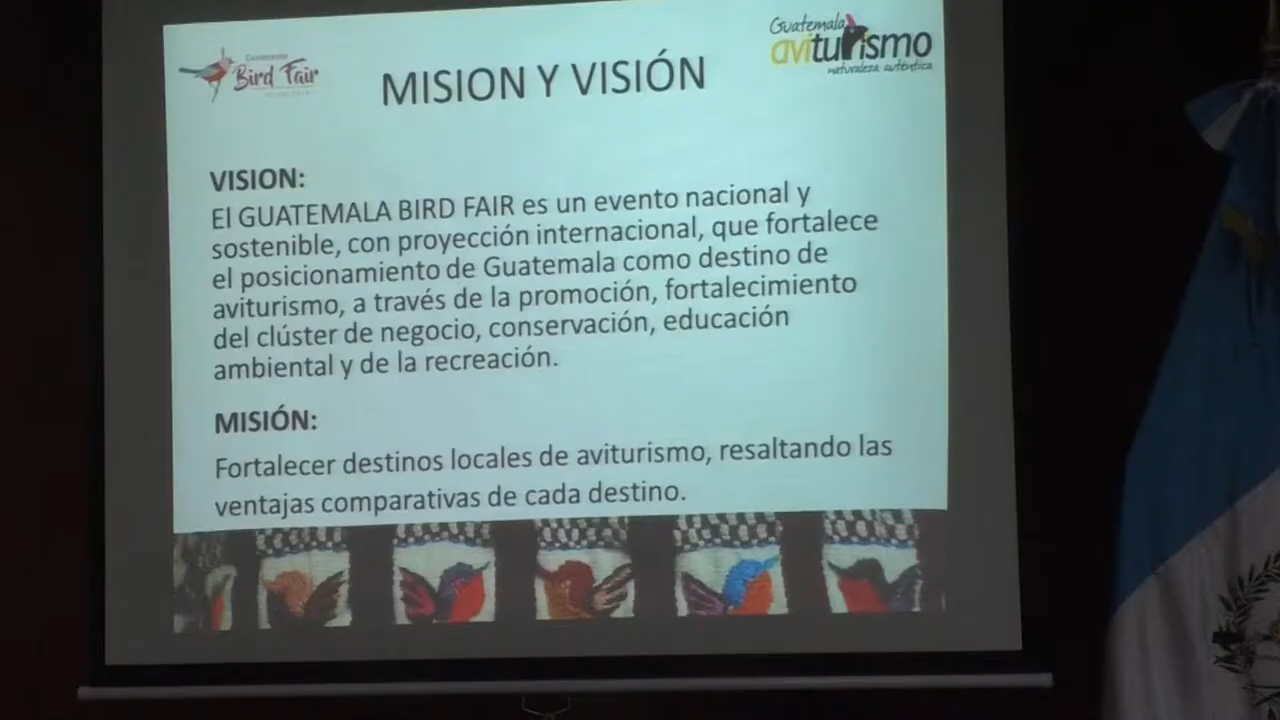 Bird Fair
Guatemala
aviturismo
naturaleza auténtica
MISION Y VISIÓN
VISION:
El GUATEMALA BIRD FAIR es un evento nacional y
sostenible, con proyección internacional, que fortalece
el posicionamiento de Guatemala como destino de
aviturismo, a través de la promoción, fortalecimiento
del clúster de negocio, conservación, educación
ambiental y de la recreación.
MISIÓN:
Fortalecer destinos locales de aviturismo, resaltando las
ventajas comparativas de cada destino.